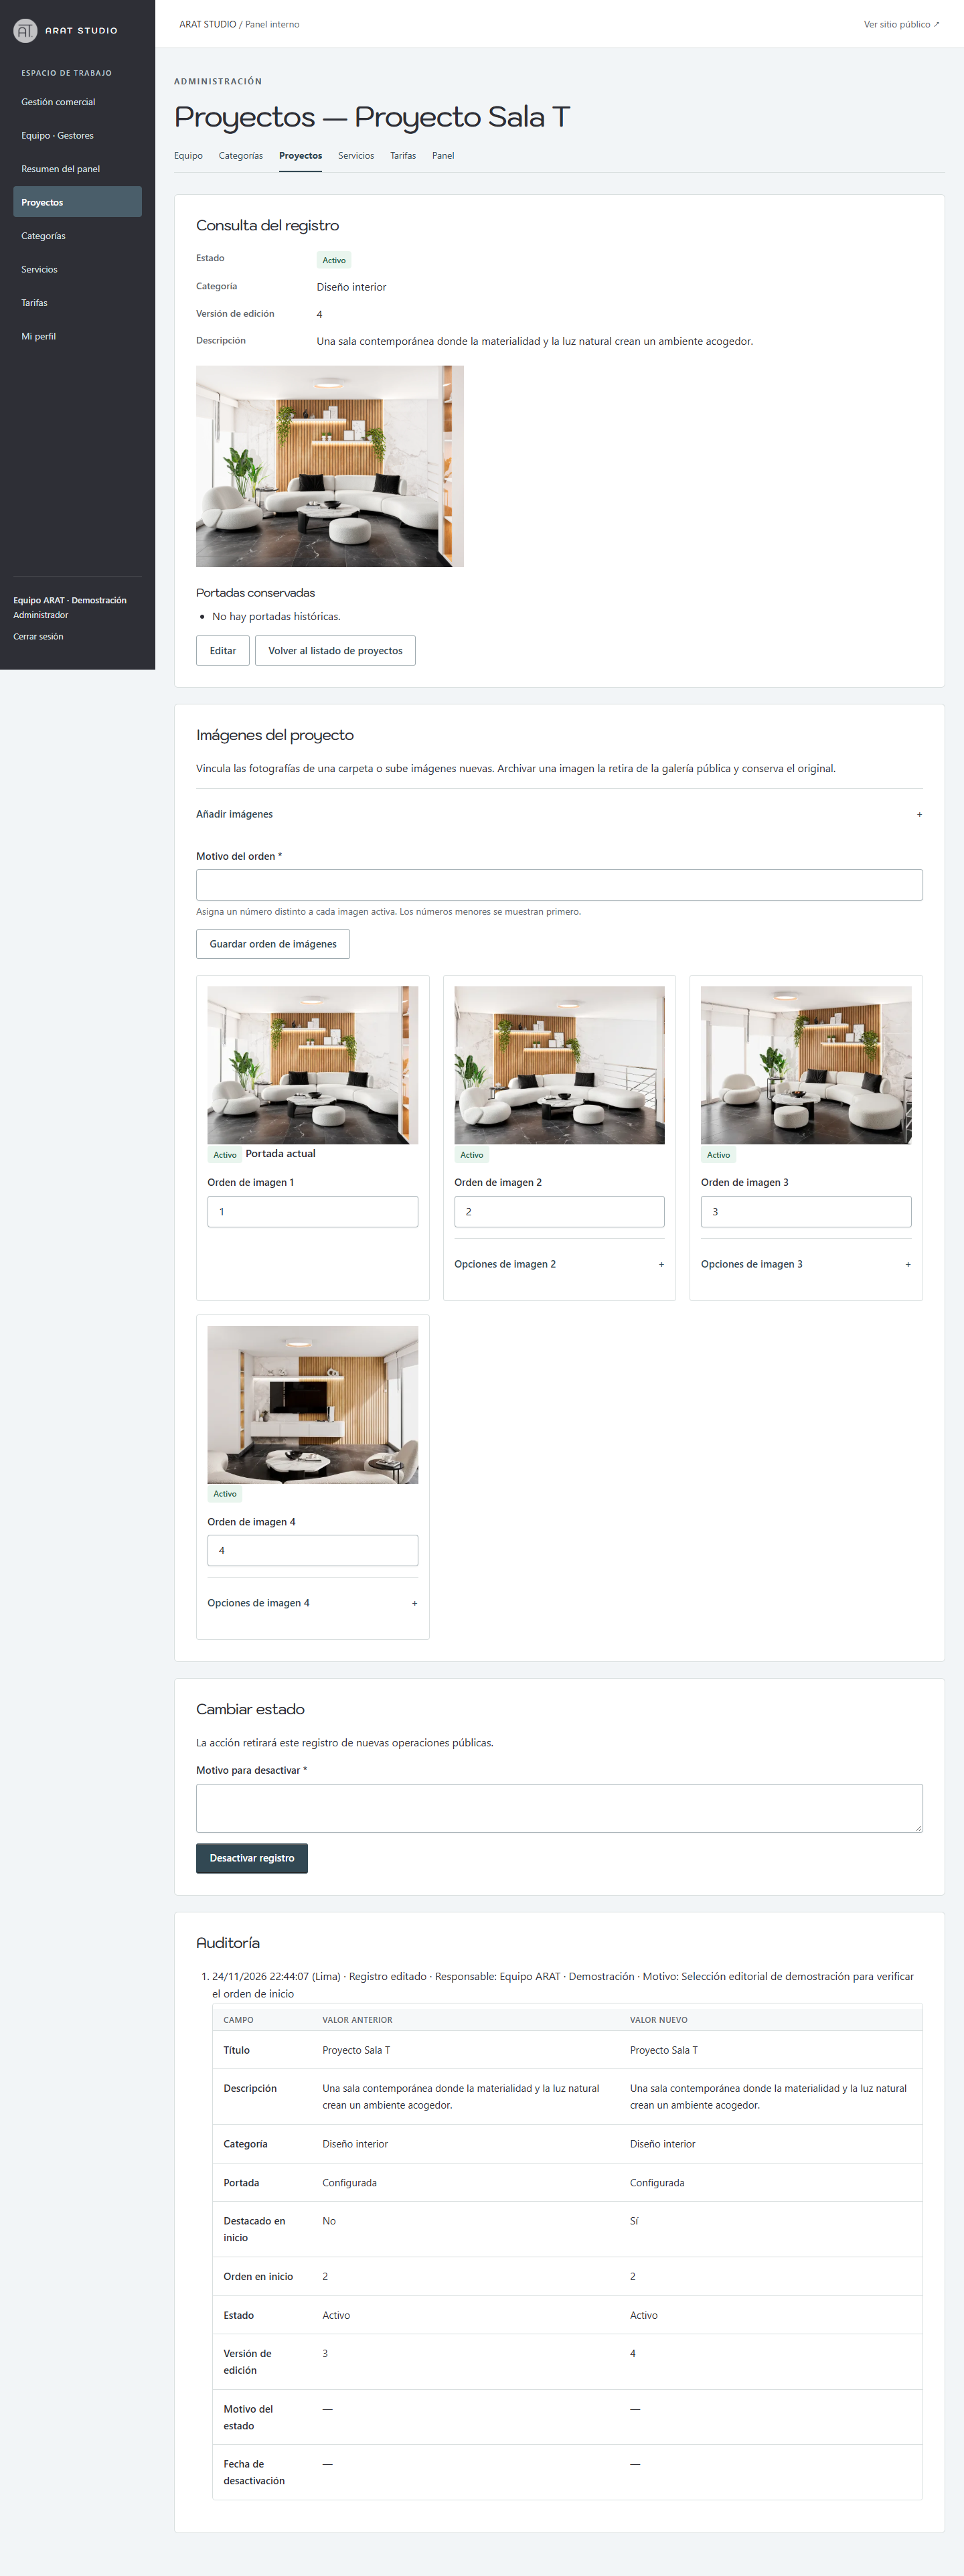 AT.
ARAT STUDIO
ESPACIO DE TRABAJO
Gestión comercial
Equipo · Gestores
Resumen del panel
Proyectos
Categorías
Servicios
Tarifas
Mi perfil
Equipo ARAT · Demostración
Administrador
Cerrar sesión
ARAT STUDIO / Panel interno
Ver sitio público ↗
ADMINISTRACIÓN
Proyectos — Proyecto Sala T
Equipo Categorías Proyectos Servicios Tarifas Panel
Consulta del registro
Estado Activo
Categoría Diseño interior
Versión de edición 4
Descripción Una sala contemporánea donde la materialidad y la luz natural crean un ambiente acogedor.
Portadas conservadas
• No hay portadas históricas.
Editar Volver al listado de proyectos
Imágenes del proyecto
Vincula las fotografías de una carpeta o sube imágenes nuevas. Archivar una imagen la retira de la galería pública y conserva el original.
Añadir imágenes +
Motivo del orden *
Asigna un número distinto a cada imagen activa. Los números menores se muestran primero.
Guardar orden de imágenes
Activo Portada actual
Orden de imagen 1
1
Activo
Orden de imagen 2
2
Opciones de imagen 2 +
Activo
Orden de imagen 3
3
Opciones de imagen 3 +
Activo
Orden de imagen 4
4
Opciones de imagen 4 +
Cambiar estado
La acción retirará este registro de nuevas operaciones públicas.
Motivo para desactivar *
Desactivar registro
Auditoría
1. 24/11/2026 22:44:07 (Lima) · Registro editado · Responsable: Equipo ARAT · Demostración · Motivo: Selección editorial de demostración para verificar
el orden de inicio
CAMPO VALOR ANTERIOR VALOR NUEVO
Título Proyecto Sala T Proyecto Sala T
Descripción Una sala contemporánea donde la materialidad y la luz natural Una sala contemporánea donde la materialidad y la luz natural
crean un ambiente acogedor. crean un ambiente acogedor.
Categoría Diseño interior Diseño interior
Portada Configurada Configurada
Destacado en No Sí
inicio
Orden en inicio 2 2
Estado Activo Activo
Versión de 3 4
edición
Motivo del — —
estado
Fecha de — —
desactivación